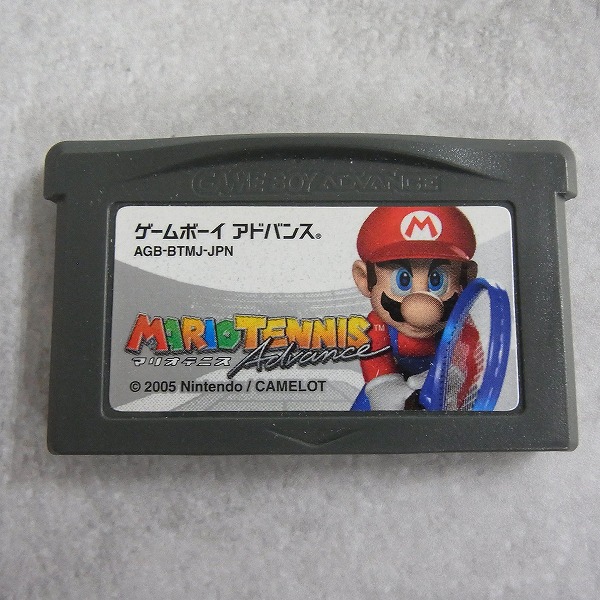 GAME BOY ADVANCE
ゲームボーイ アドバンス®
AGB-BTMJ-JPN
M
MARIO TENNIS™
マリオテニス Advance
© 2005 Nintendo / CAMELOT